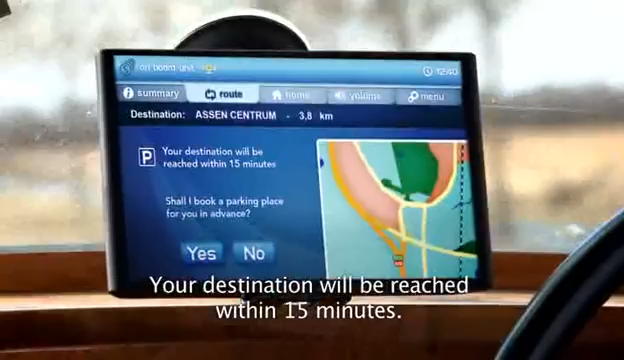 on board unit
12:40
summary route home volume menu
Destination: ASSEN CENTRUM - 3,8 km
P Your destination will be
reached within 15 minutes
Shall I book a parking place
for you in advance?
Yes No
Your destination will be reached
within 15 minutes.